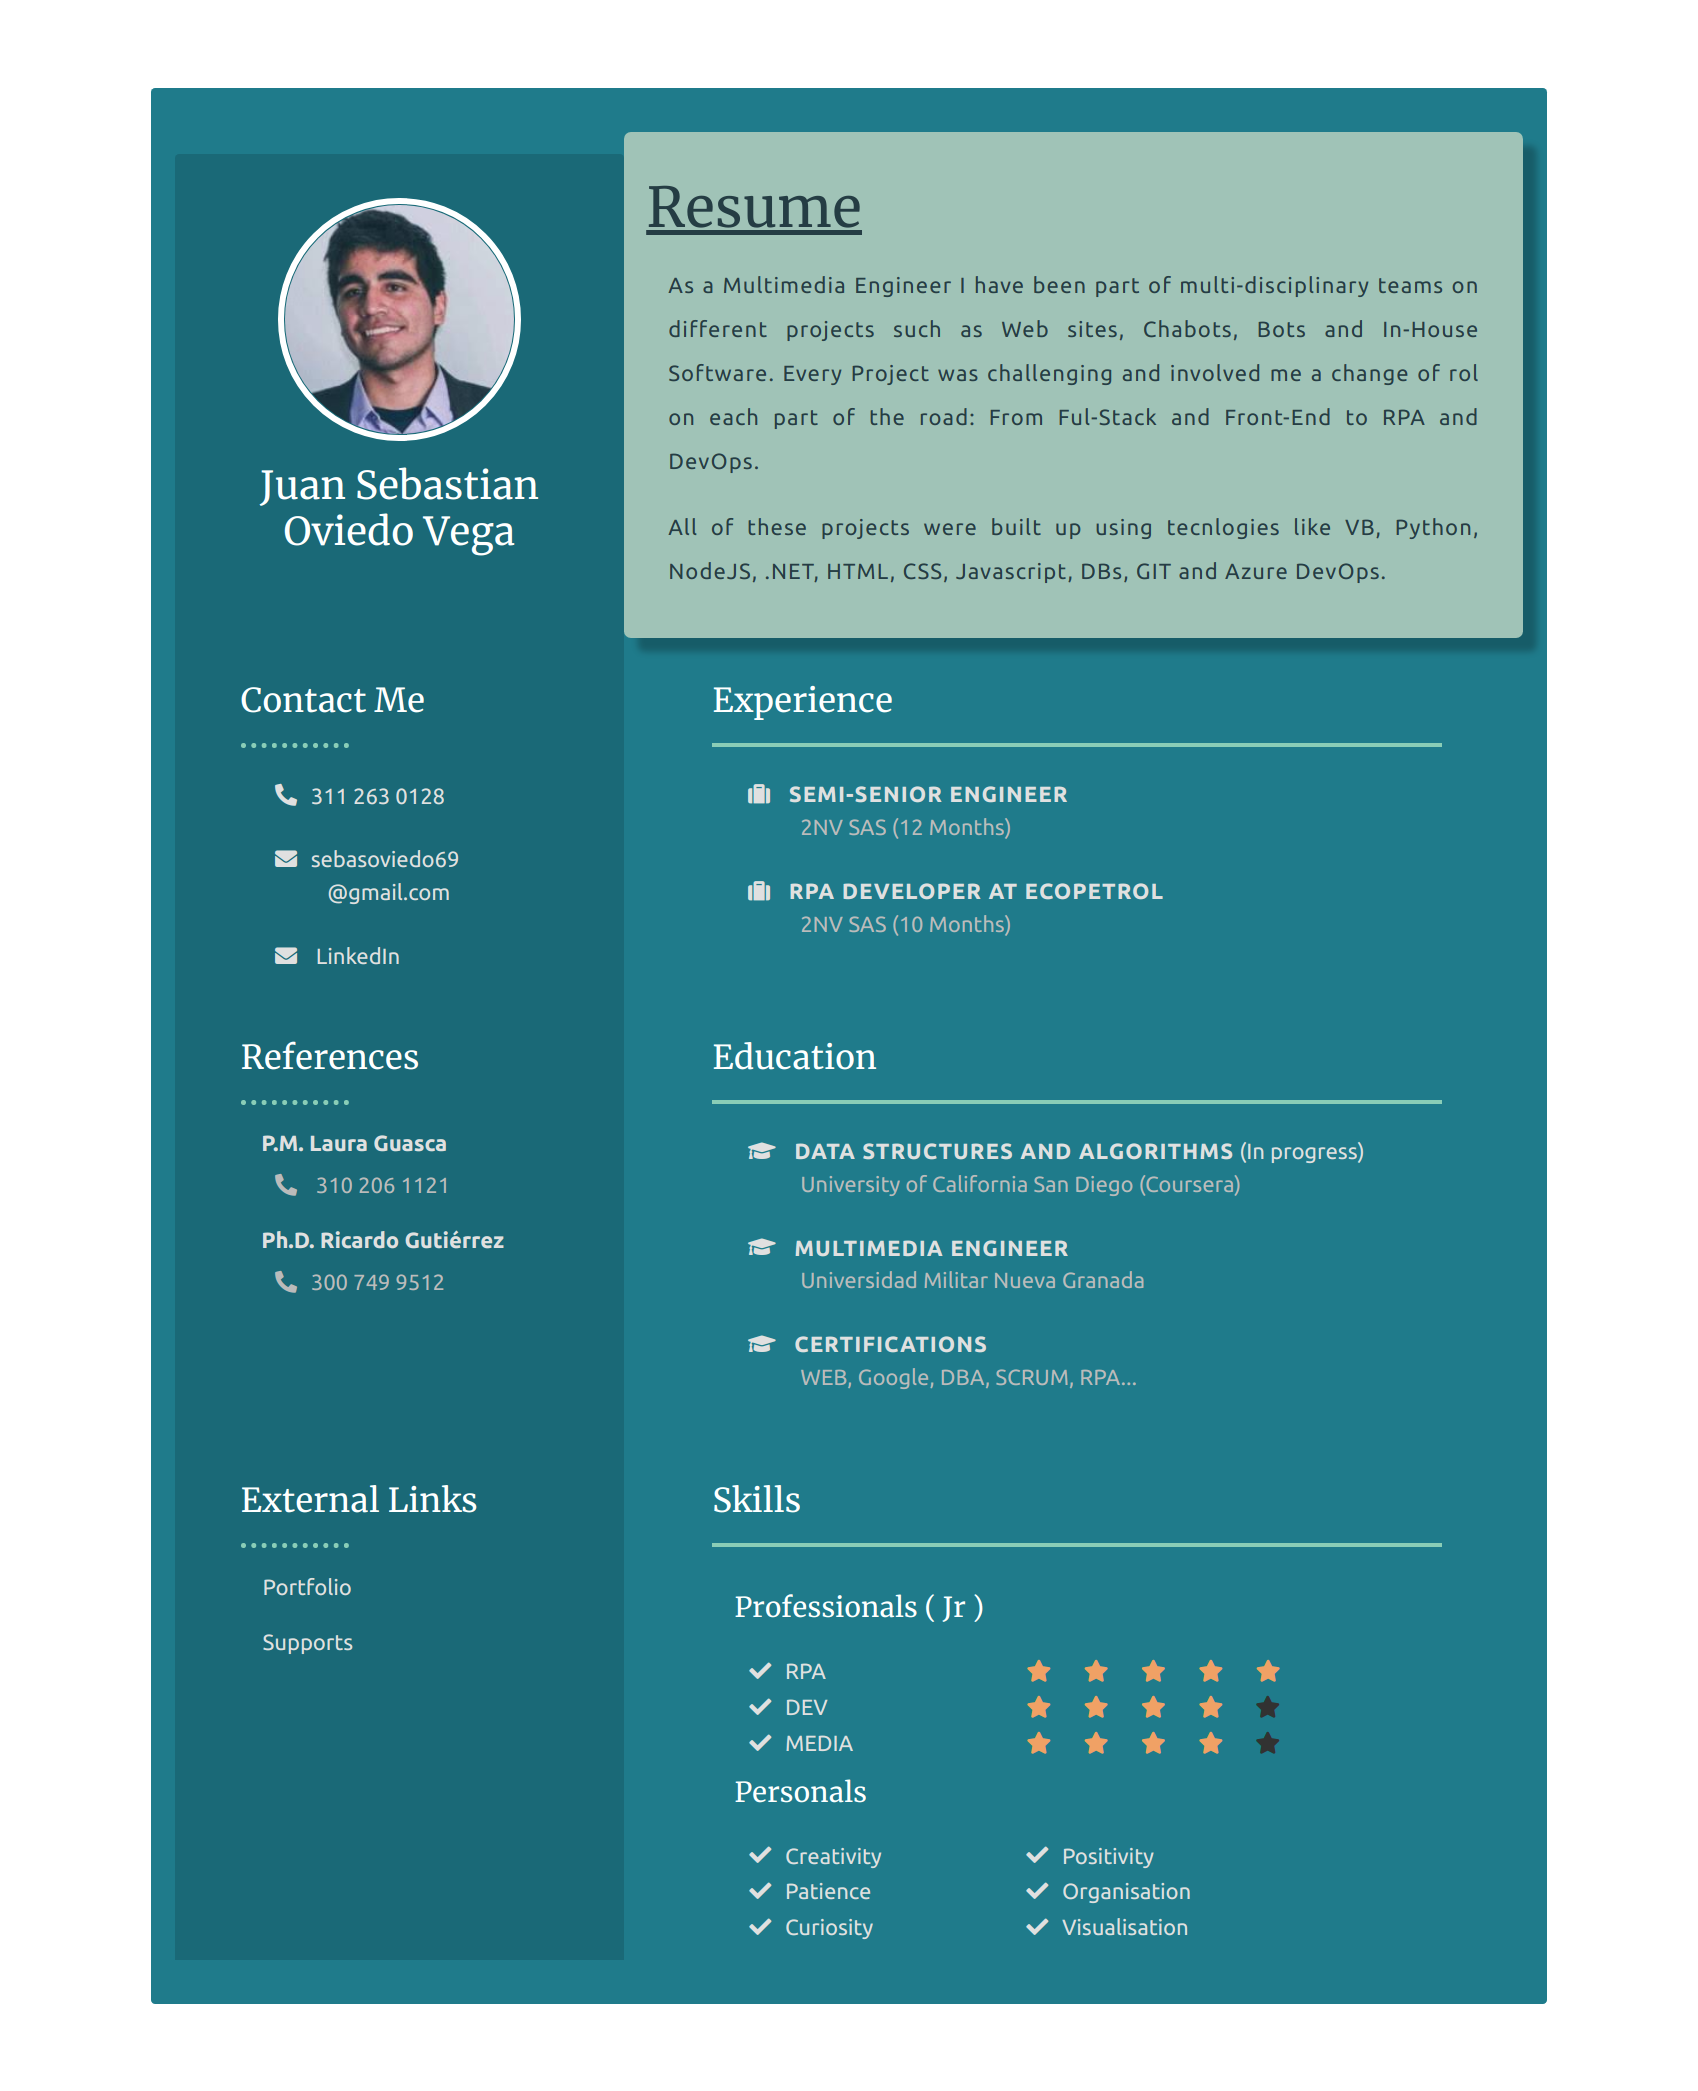 Resume
As a Multimedia Engineer I have been part of multi-disciplinary teams on
different projects such as Web sites, Chabots, Bots and In-House
Software. Every Project was challenging and involved me a change of rol
on each part of the road: From Ful-Stack and Front-End to RPA and
DevOps.
All of these projects were built up using tecnlogies like VB, Python,
NodeJS, .NET, HTML, CSS, Javascript, DBs, GIT and Azure DevOps.
Juan Sebastian
Oviedo Vega
Contact Me
311 263 0128
sebasoviedo69
@gmail.com
LinkedIn
References
P.M. Laura Guasca
310 206 1121
Ph.D. Ricardo Gutiérrez
300 749 9512
External Links
Portfolio
Supports
Experience
SEMI-SENIOR ENGINEER
2NV SAS (12 Months)
RPA DEVELOPER AT ECOPETROL
2NV SAS (10 Months)
Education
DATA STRUCTURES AND ALGORITHMS (In progress)
University of California San Diego (Coursera)
MULTIMEDIA ENGINEER
Universidad Militar Nueva Granada
CERTIFICATIONS
WEB, Google, DBA, SCRUM, RPA...
Skills
Professionals ( Jr )
RPA
DEV
MEDIA
Personals
Creativity
Patience
Curiosity
Positivity
Organisation
Visualisation